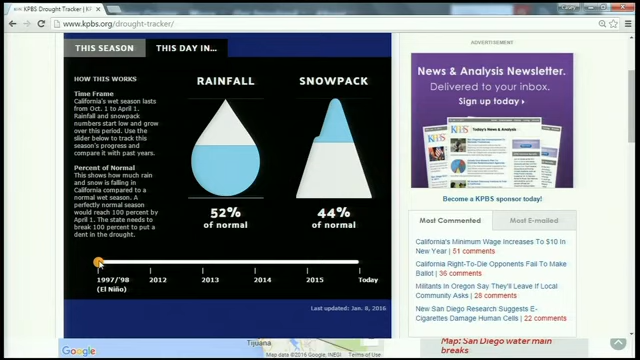 KPBS Drought Tracker | KP
www.kpbs.org/drought-tracker/
THIS SEASON
THIS DAY IN...
HOW THIS WORKS
Time Frame
California's wet season lasts
from Oct. 1 to April 1.
Rainfall and snowpack
numbers start low and grow
over this period. Use the
slider below to track this
season's progress and
compare it with past years.
Percent of Normal
This shows how much rain
and snow is falling in
California compared to a
normal wet season. A
perfectly normal season
would reach 100 percent by
April 1. The state needs to
break 100 percent to put a
dent in the drought.
RAINFALL
52%
of normal
SNOWPACK
44%
of normal
1997/'98
(El Niño)
2012
2013
2014
2015
Today
Last updated: Jan. 8, 2016
Tijuana
Google
Map data ©2016 Google, INEGI
Terms of Use
ADVERTISEMENT
News & Analysis Newsletter.
Delivered to your inbox.
Sign up today ›
KPBS
Today's News & Analysis
Become a KPBS sponsor today!
Most Commented
Most E-mailed
California's Minimum Wage Increases To $10 In
New Year | 51 comments
California Right-To-Die Opponents Fail To Make
Ballot | 36 comments
Militants In Oregon Say They'll Leave If Local
Community Asks | 28 comments
New San Diego Research Suggests E-
Cigarettes Damage Human Cells | 22 comments
Map: San Diego water main
breaks